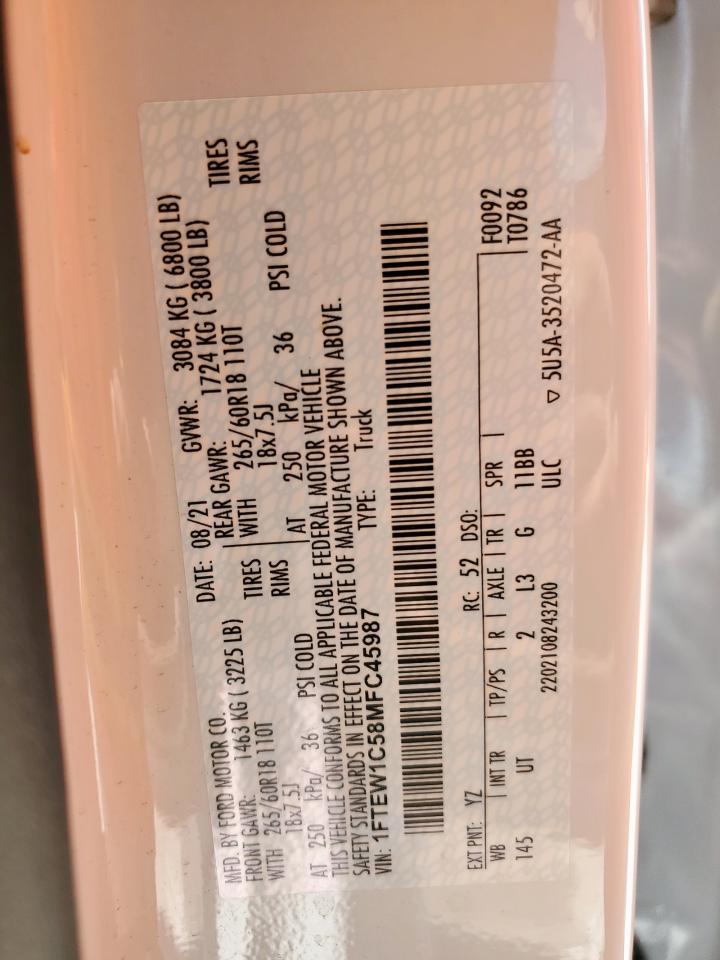 MFD. BY FORD MOTOR CO. DATE: 08/21 GVWR: 3084 KG ( 6800 LB)
FRONT GAWR: 1463 KG ( 3225 LB) REAR GAWR: 1724 KG ( 3800 LB)
WITH 265/60R18 110T TIRES WITH 265/60R18 110T TIRES
18x7.5J RIMS 18x7.5J RIMS
AT 250 kPa/ 36 PSI COLD AT 250 kPa/ 36 PSI COLD
THIS VEHICLE CONFORMS TO ALL APPLICABLE FEDERAL MOTOR VEHICLE
SAFETY STANDARDS IN EFFECT ON THE DATE OF MANUFACTURE SHOWN ABOVE.
VIN: 1FTEW1C58MFC45987 TYPE: Truck
EXT PNT: YZ RC: 52 DSO: F0092
WB INT TR TP/PS R AXLE TR SPR T0786
145 UT 2 L3 G 11BB
2202108243200 ULC ▽ 5U5A-3520472-AA